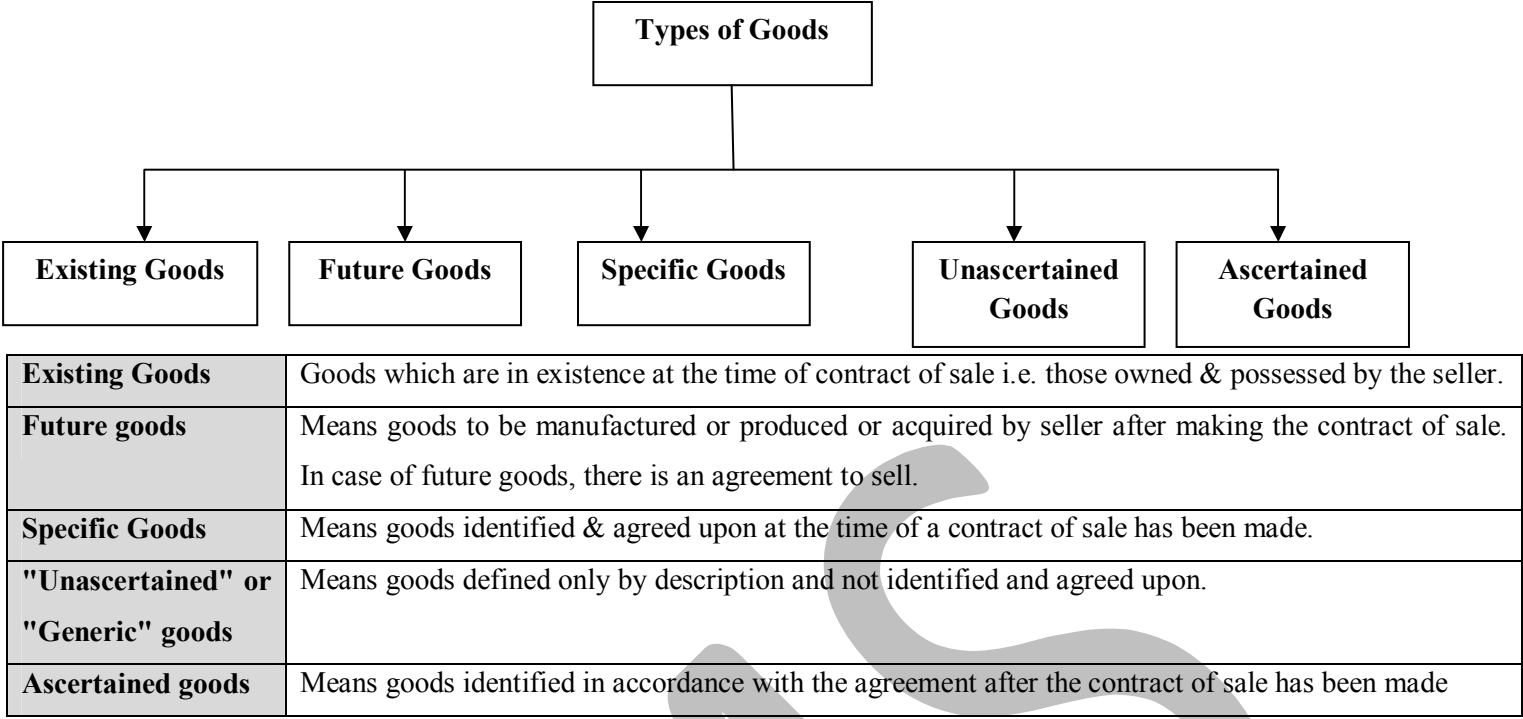 Types of Goods
Existing Goods
Future Goods
Specific Goods
Unascertained
Goods
Ascertained
Goods
Existing Goods
Goods which are in existence at the time of contract of sale i.e. those owned & possessed by the seller.
Future goods
Means goods to be manufactured or produced or acquired by seller after making the contract of sale.
In case of future goods, there is an agreement to sell.
Specific Goods
Means goods identified & agreed upon at the time of a contract of sale has been made.
"Unascertained" or
"Generic" goods
Means goods defined only by description and not identified and agreed upon.
Ascertained goods
Means goods identified in accordance with the agreement after the contract of sale has been made